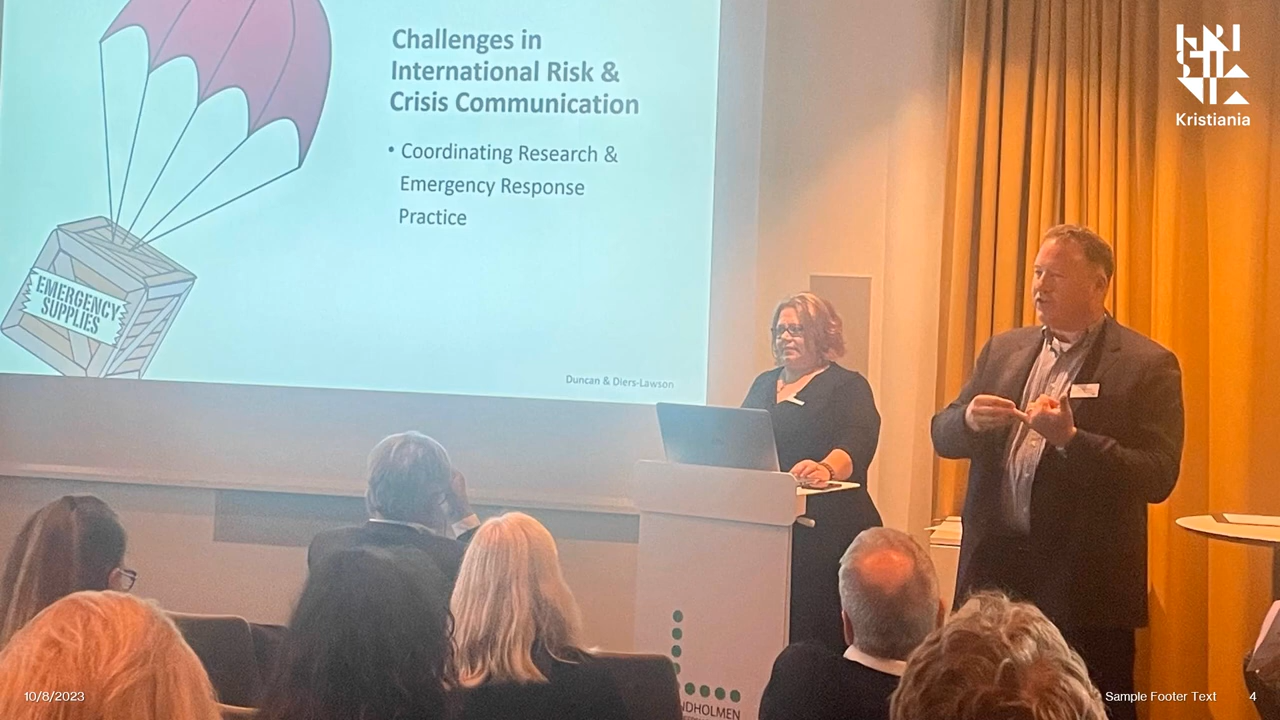 Challenges in
International Risk &
Crisis Communication
• Coordinating Research &
Emergency Response
Practice
EMERGENCY
SUPPLIES
Duncan & Diers-Lawson
Kristiania
NDHOLMEN
10/8/2023
Sample Footer Text
4